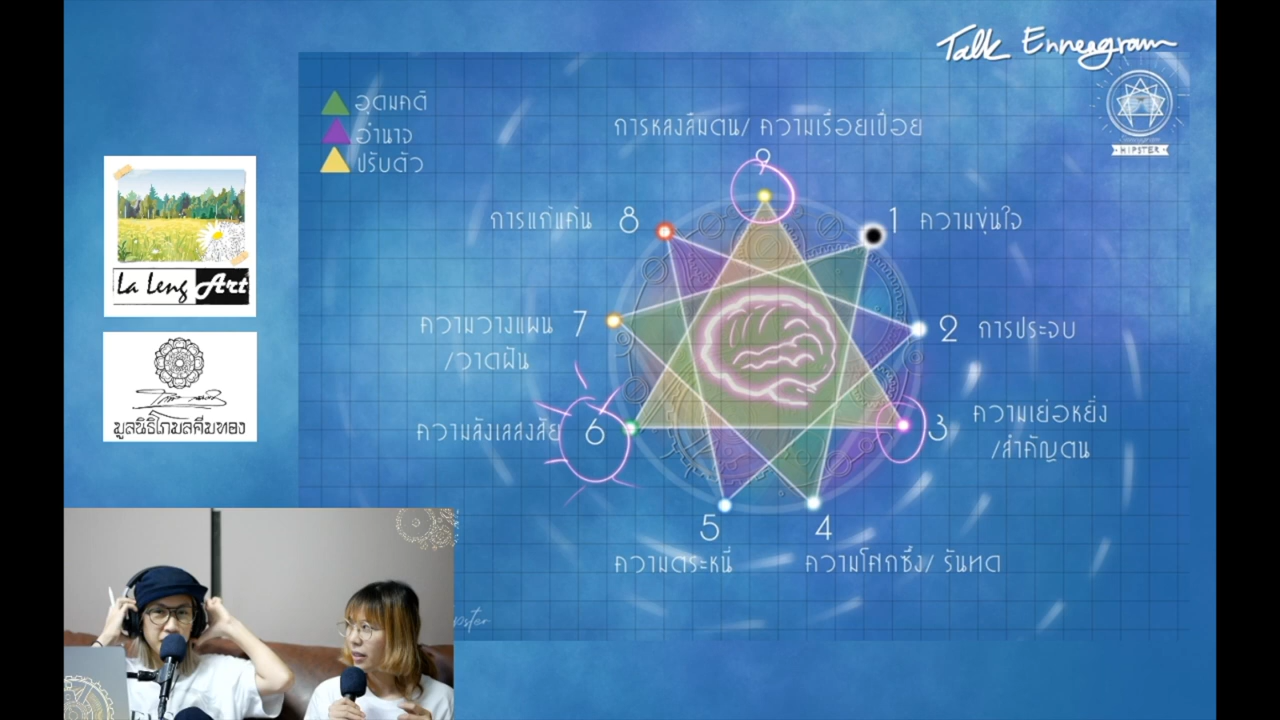 Talk Enneagram
HIPSTER
อุดมคติ
อำนาจ
ปรับตัว
การหลงลืมตน/ ความเรื่อยเปื่อย
9
การแก้แค้น 8
1 ความขุ่นใจ
ความวางแผน 7
/วาดฝัน
2 การประจบ
ความลังเลสงสัย 6
3 ความเย่อหยิ่ง
/สำคัญตน
5
ความตระหนี่
4
ความโศกซึ้ง/ รันทด
La Leng Art
มูลนิธิโกมลคีมทอง